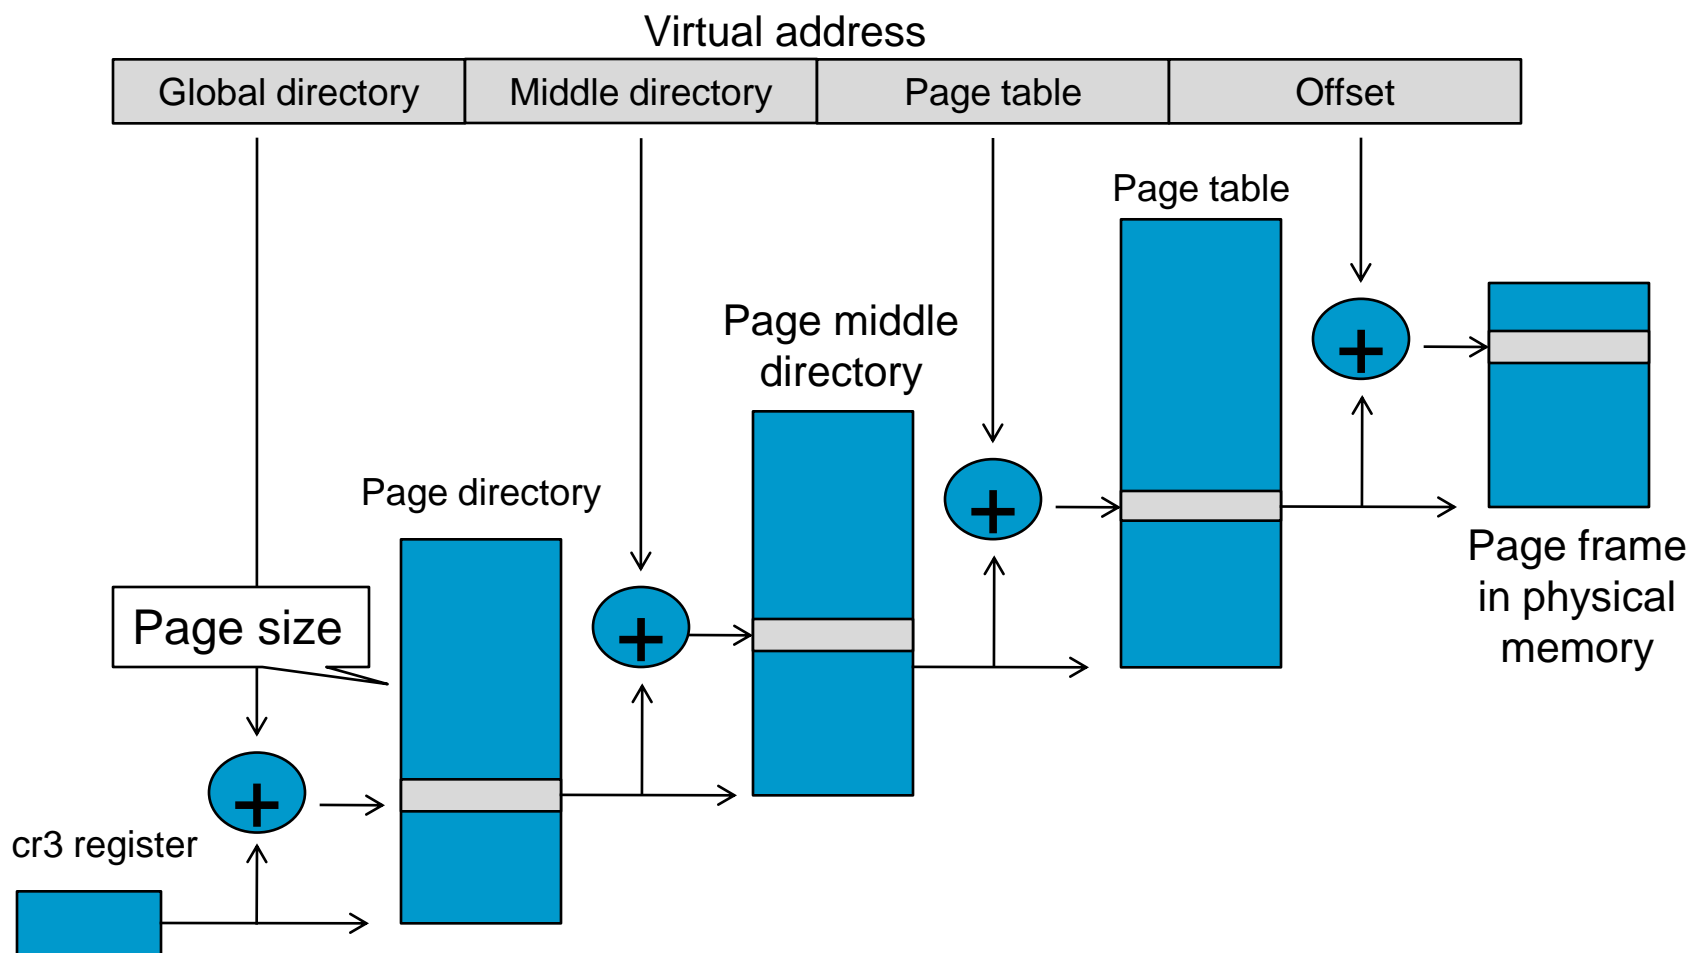 Virtual address
Global directory
Middle directory
Page table
Offset
Page table
Page middle
directory
Page directory
Page size
Page frame
in physical
memory
cr3 register
+
+
+
+